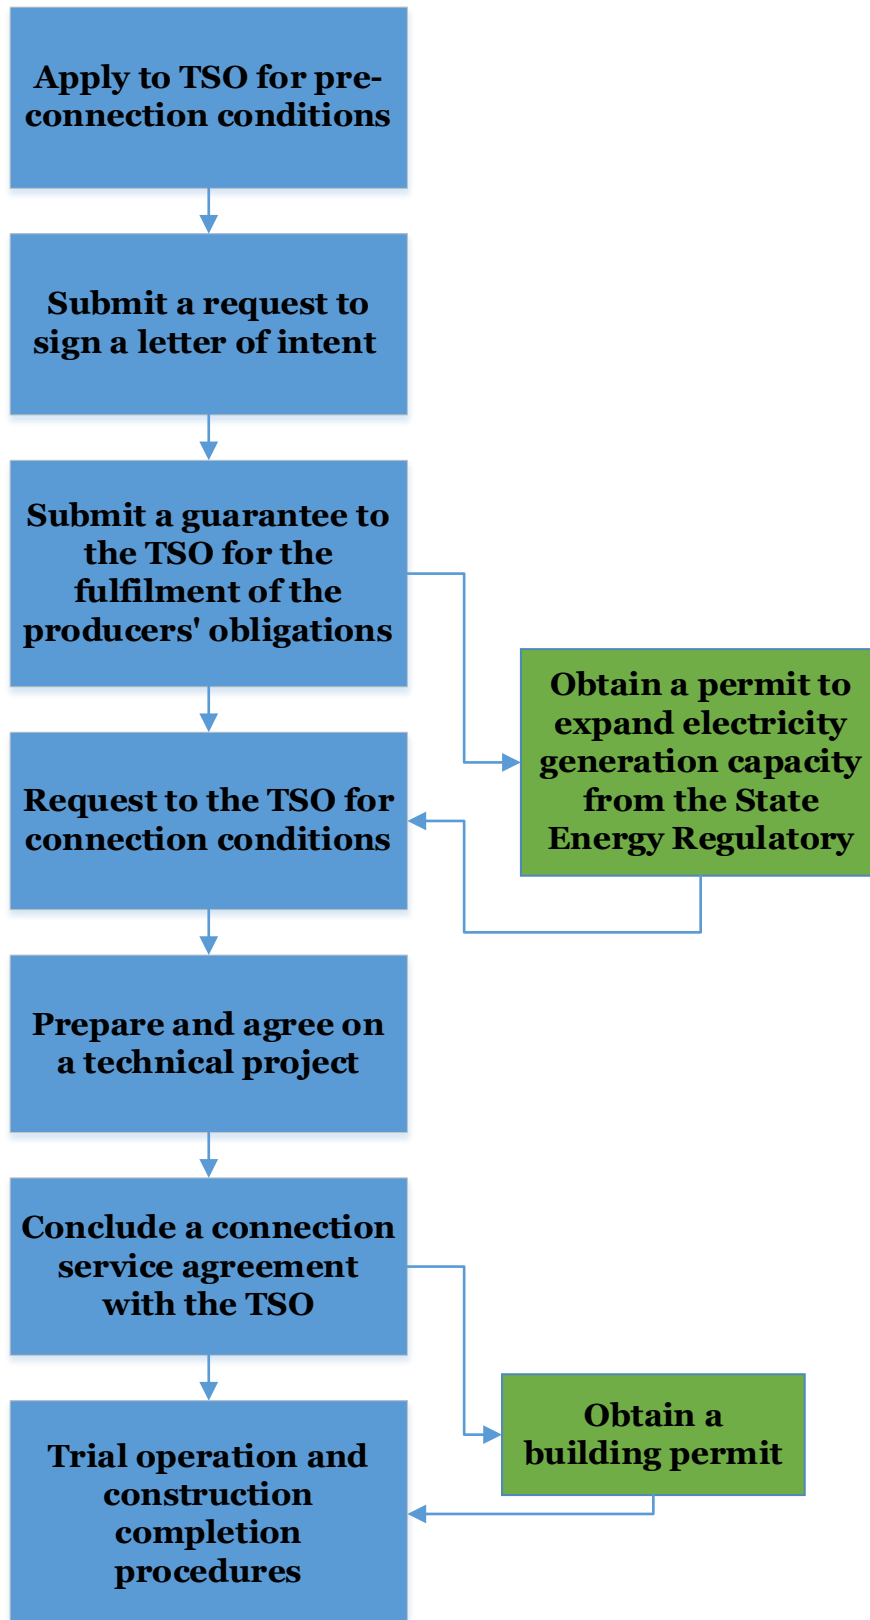 Apply to TSO for pre-
connection conditions
Submit a request to
sign a letter of intent
Submit a guarantee to
the TSO for the
fulfilment of the
producers' obligations
Obtain a permit to
expand electricity
generation capacity
from the State
Energy Regulatory
Request to the TSO for
connection conditions
Prepare and agree on
a technical project
Conclude a connection
service agreement
with the TSO
Obtain a
building permit
Trial operation and
construction
completion
procedures